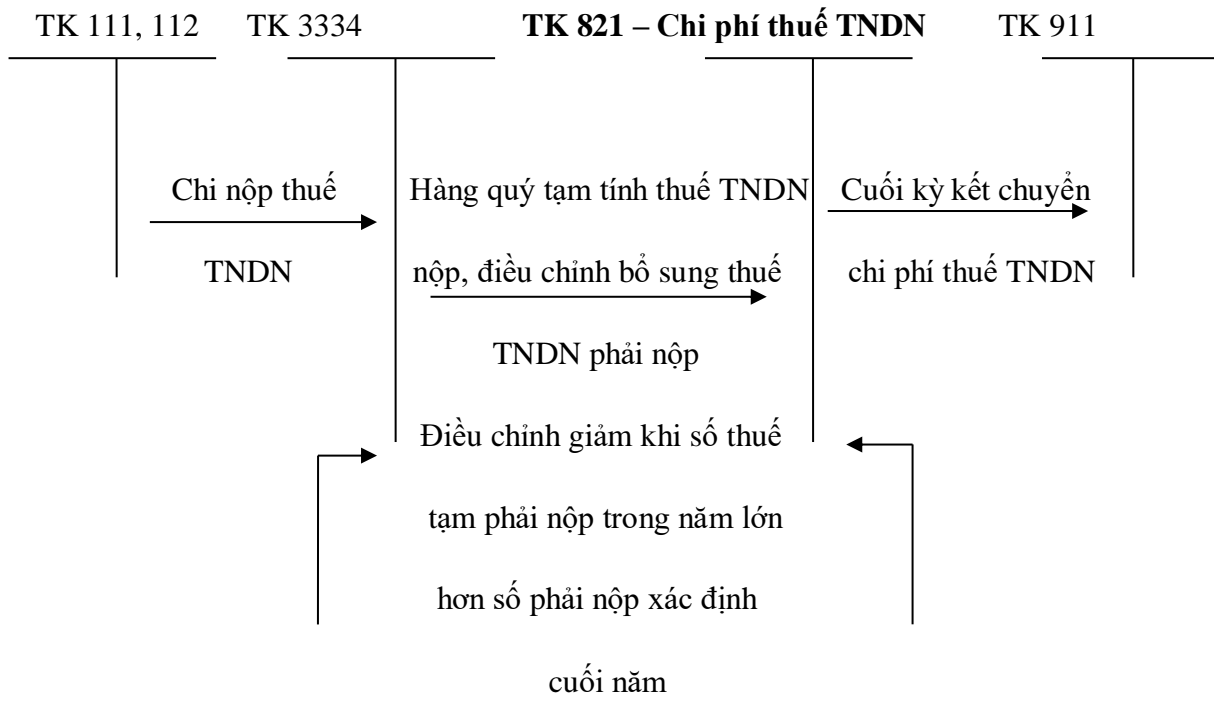 TK 111, 112 TK 3334 TK 821 – Chi phí thuế TNDN TK 911
Chi nộp thuế Hàng quý tạm tính thuế TNDN Cuối kỳ kết chuyển
TNDN nộp, điều chỉnh bổ sung thuế chi phí thuế TNDN
TNDN phải nộp
Điều chỉnh giảm khi số thuế
tạm phải nộp trong năm lớn
hơn số phải nộp xác định
cuối năm